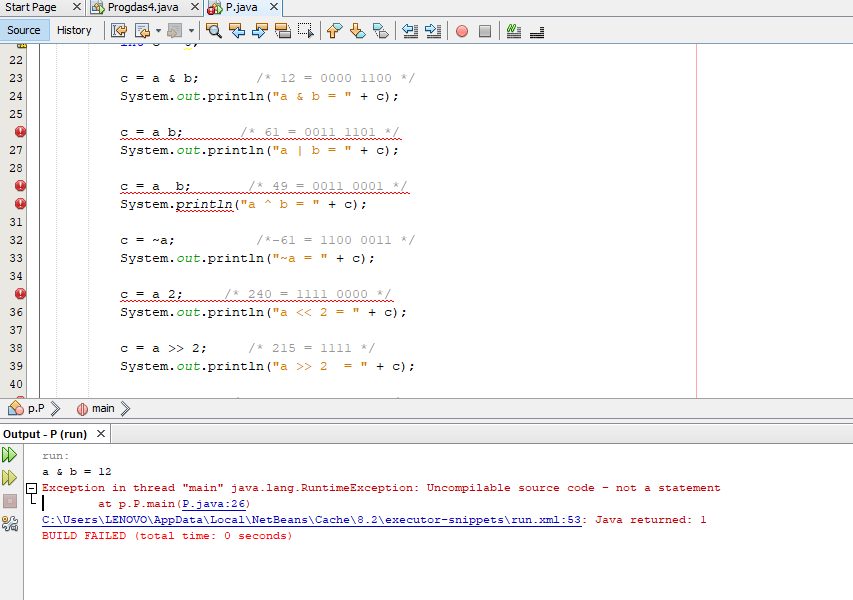 Start Page Progdas4.java P.java
Source History
22
23 c = a & b; /* 12 = 0000 1100 */
24 System.out.println("a & b = " + c);
25
c = a b; /* 61 = 0011 1101 */
27 System.out.println("a | b = " + c);
28
c = a  b; /* 49 = 0011 0001 */
System.println("a ^ b = " + c);
31
32 c = ~a; /*-61 = 1100 0011 */
33 System.out.println("~a = " + c);
34
c = a 2; /* 240 = 1111 0000 */
36 System.out.println("a << 2 = " + c);
37
38 c = a >> 2; /* 215 = 1111 */
39 System.out.println("a >> 2  = " + c);
40
p.P main
Output - P (run)
run:
a & b = 12
Exception in thread "main" java.lang.RuntimeException: Uncompilable source code - not a statement
at p.P.main(P.java:26)
C:\Users\LENOVO\AppData\Local\NetBeans\Cache\8.2\executor-snippets\run.xml:53: Java returned: 1
BUILD FAILED (total time: 0 seconds)